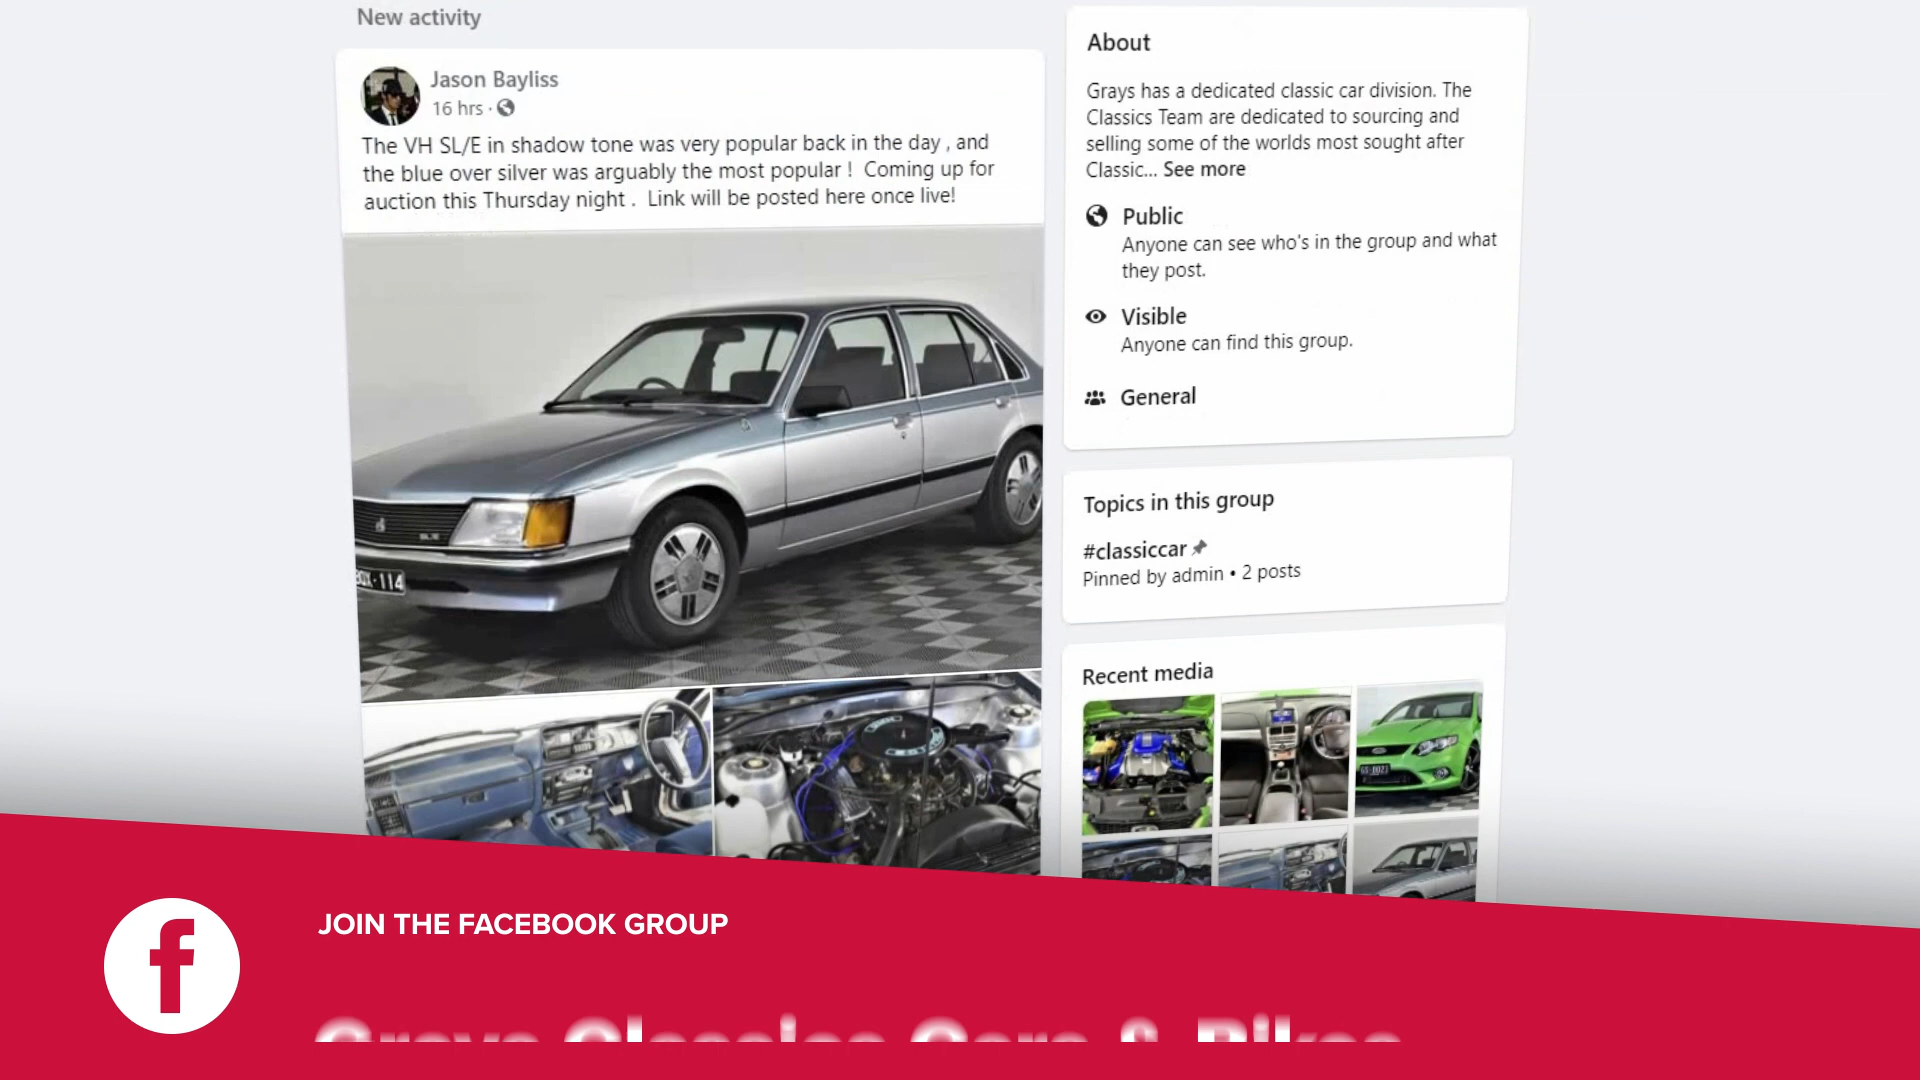 New activity
Jason Bayliss
16 hrs ·
The VH SL/E in shadow tone was very popular back in the day , and
the blue over silver was arguably the most popular ! Coming up for
auction this Thursday night . Link will be posted here once live!
About
Grays has a dedicated classic car division. The
Classics Team are dedicated to sourcing and
selling some of the worlds most sought after
Classic... See more
Public
Anyone can see who's in the group and what
they post.
Visible
Anyone can find this group.
General
Topics in this group
#classiccar
Pinned by admin • 2 posts
Recent media
JOIN THE FACEBOOK GROUP
Grays Classics Cars & Bikes